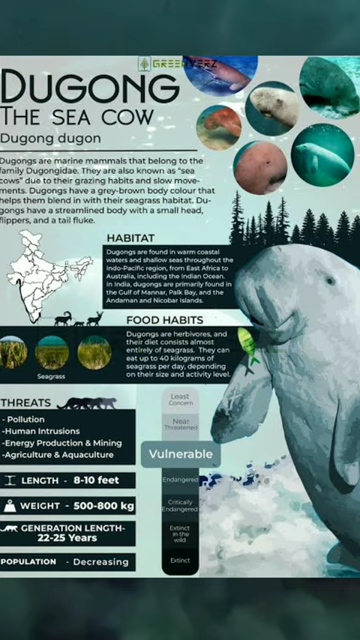 GREENVERZ
DUGONG
THE SEA COW
Dugong dugon
Dugongs are marine mammals that belong to the
family Dugongidae. They are also known as "sea
cows" due to their grazing habits and slow move-
ments. Dugongs have a grey-brown body colour that
helps them blend in with their seagrass habitat. Du-
gongs have a streamlined body with a small head,
flippers, and a tail fluke.
HABITAT
Dugongs are found in warm coastal
waters and shallow seas throughout the
Indo-Pacific region, from East Africa to
Australia, including the Indian Ocean.
In India, dugongs are primarily found in
the Gulf of Mannar, Palk Bay, and the
Andaman and Nicobar Islands.
FOOD HABITS
Dugongs are herbivores, and
their diet consists almost
entirely of seagrass. They can
eat up to 40 kilograms of
seagrass per day, depending
on their size and activity level.
Seagrass
THREATS
- Pollution
-Human Intrusions
-Energy Production & Mining
-Agriculture & Aquaculture
Least
Concern
Near
Threatened
Vulnerable
Endangered
Critically
Endangered
Extinct
in the
wild
Extinct
LENGTH - 8-10 feet
WEIGHT - 500-800 kg
GENERATION LENGTH-
22-25 Years
POPULATION - Decreasing